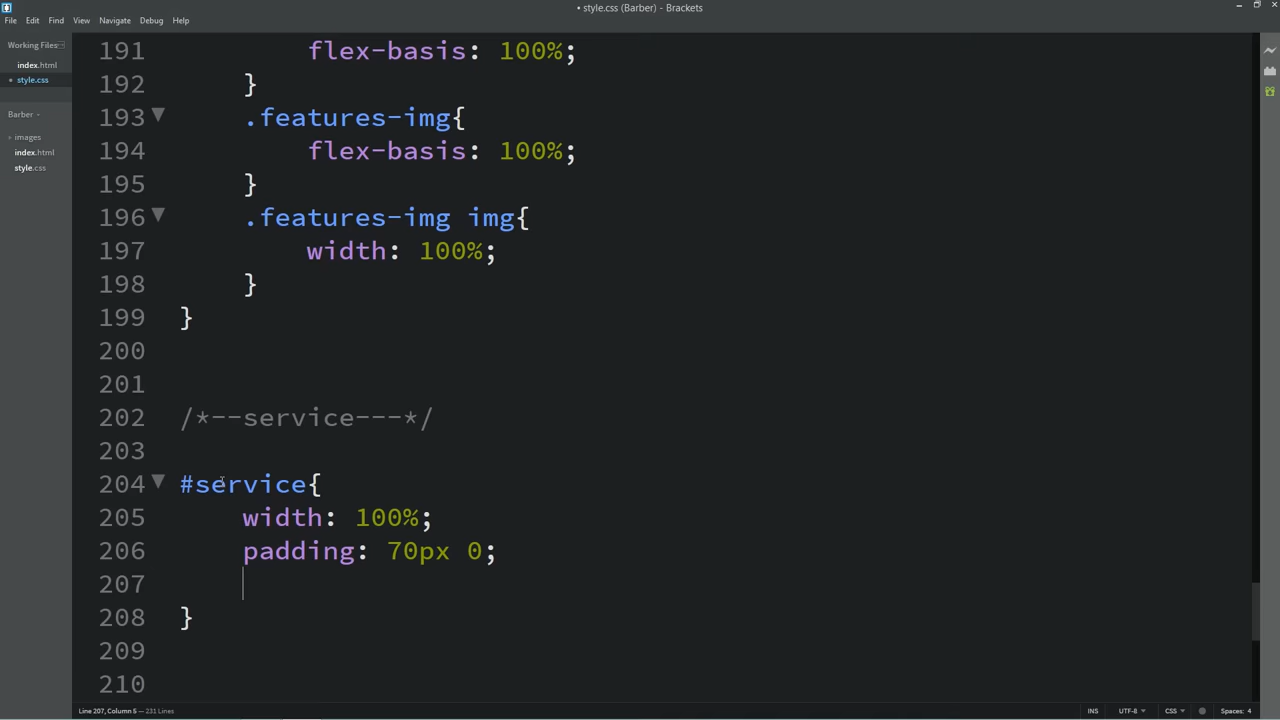 • style.css (Barber) - Brackets
File Edit Find View Navigate Debug Help
Working Files
index.html
• style.css
Barber
images
index.html
style.css
191 flex-basis: 100%;
192 }
193 .features-img{
194 flex-basis: 100%;
195 }
196 .features-img img{
197 width: 100%;
198 }
199 }
200
201
202 /*--service---*/
203
204 #service{
205 width: 100%;
206 padding: 70px 0;
207
208 }
209
210
Line 207, Column 5 — 231 Lines
INS UTF-8 CSS Spaces: 4